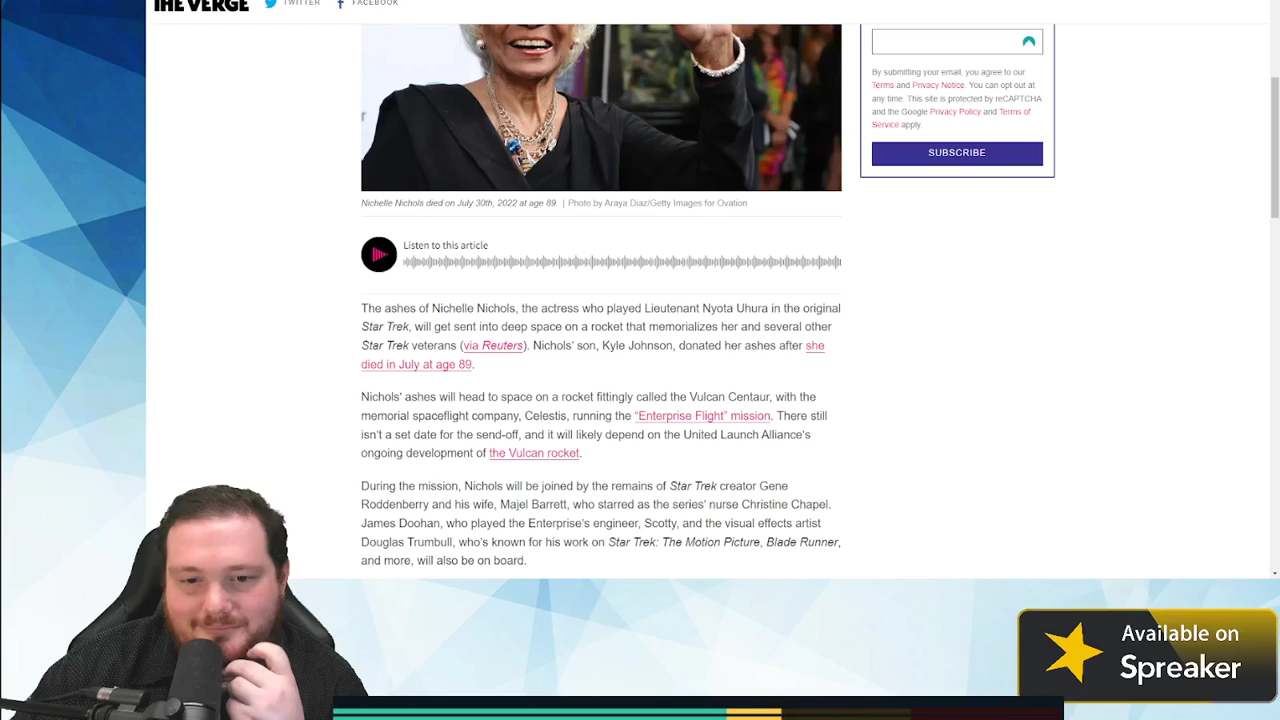 THE VERGE
TWITTER
FACEBOOK
By submitting your email, you agree to our
Terms and Privacy Notice. You can opt out at
any time. This site is protected by reCAPTCHA
and the Google Privacy Policy and Terms of
Service apply.
SUBSCRIBE
Nichelle Nichols died on July 30th, 2022 at age 89. | Photo by Araya Diaz/Getty Images for Ovation
Listen to this article
The ashes of Nichelle Nichols, the actress who played Lieutenant Nyota Uhura in the original
Star Trek, will get sent into deep space on a rocket that memorializes her and several other
Star Trek veterans (via Reuters). Nichols' son, Kyle Johnson, donated her ashes after she
died in July at age 89.
Nichols' ashes will head to space on a rocket fittingly called the Vulcan Centaur, with the
memorial spaceflight company, Celestis, running the “Enterprise Flight” mission. There still
isn't a set date for the send-off, and it will likely depend on the United Launch Alliance's
ongoing development of the Vulcan rocket.
During the mission, Nichols will be joined by the remains of Star Trek creator Gene
Roddenberry and his wife, Majel Barrett, who starred as the series' nurse Christine Chapel.
James Doohan, who played the Enterprise's engineer, Scotty, and the visual effects artist
Douglas Trumbull, who's known for his work on Star Trek: The Motion Picture, Blade Runner,
and more, will also be on board.
Available on
Spreaker